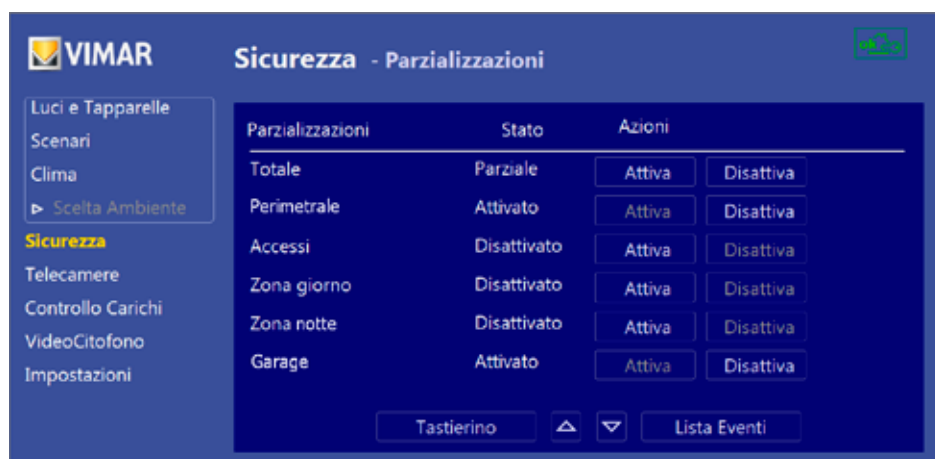 VIMAR
Sicurezza - Parzializzazioni
Luci e Tapparelle
Scenari
Clima
Scelta Ambiente
Sicurezza
Telecamere
Controllo Carichi
VideoCitofono
Impostazioni
Parzializzazioni Stato Azioni
Totale Parziale Attiva Disattiva
Perimetrale Attivato Attiva Disattiva
Accessi Disattivato Attiva Disattiva
Zona giorno Disattivato Attiva Disattiva
Zona notte Disattivato Attiva Disattiva
Garage Attivato Attiva Disattiva
Tastierino Lista Eventi